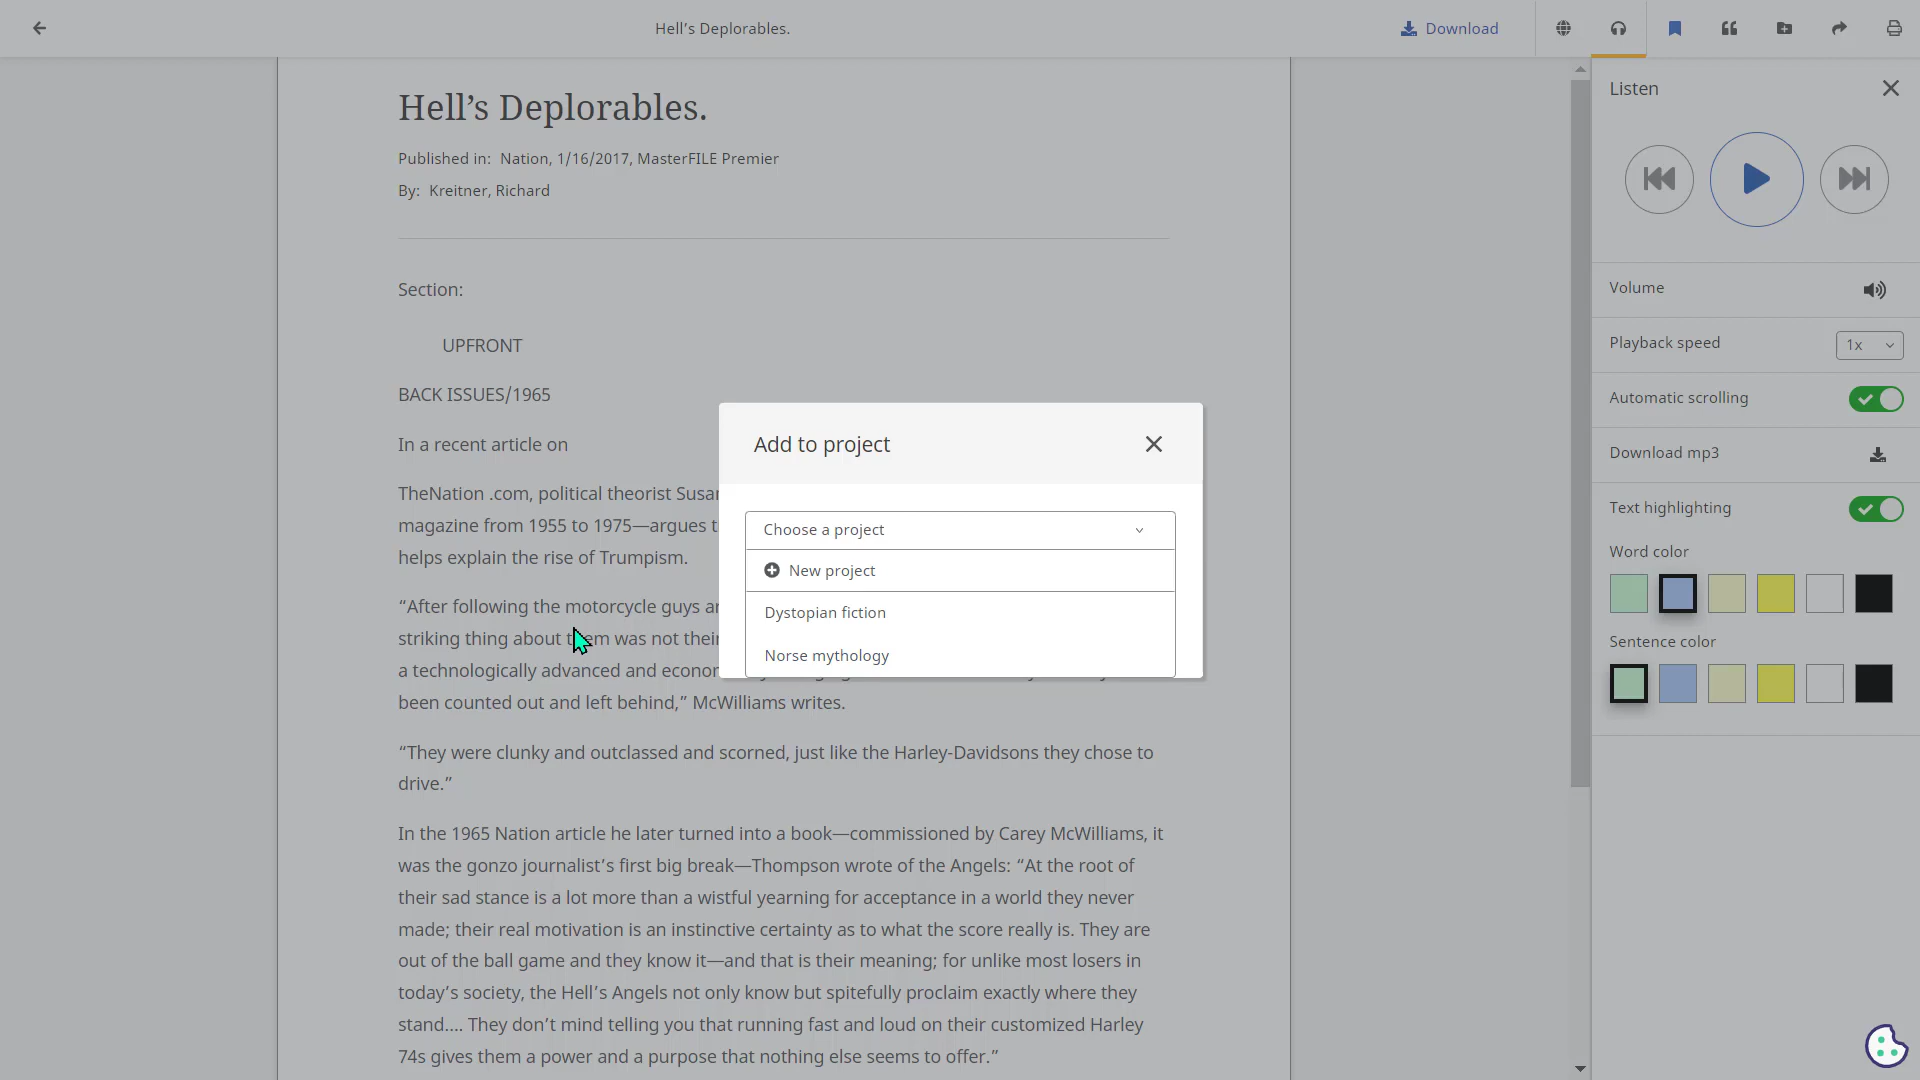 Hell's Deplorables.
Download
Hell's Deplorables.
Published in: Nation, 1/16/2017, MasterFILE Premier
By: Kreitner, Richard
Section:
UPFRONT
BACK ISSUES/1965
In a recent article on
TheNation .com, political theorist Susan
magazine from 1955 to 1975—argues t
helps explain the rise of Trumpism.
“After following the motorcycle guys ar
striking thing about them was not their
a technologically advanced and econom
been counted out and left behind,” McWilliams writes.
“They were clunky and outclassed and scorned, just like the Harley-Davidsons they chose to
drive.”
In the 1965 Nation article he later turned into a book—commissioned by Carey McWilliams, it
was the gonzo journalist’s first big break—Thompson wrote of the Angels: “At the root of
their sad stance is a lot more than a wistful yearning for acceptance in a world they never
made; their real motivation is an instinctive certainty as to what the score really is. They are
out of the ball game and they know it—and that is their meaning; for unlike most losers in
today’s society, the Hell’s Angels not only know but spitefully proclaim exactly where they
stand.... They don’t mind telling you that running fast and loud on their customized Harley
74s gives them a power and a purpose that nothing else seems to offer.”
Add to project
Choose a project
New project
Dystopian fiction
Norse mythology
Listen
Volume
Playback speed
1x
Automatic scrolling
Download mp3
Text highlighting
Word color
Sentence color